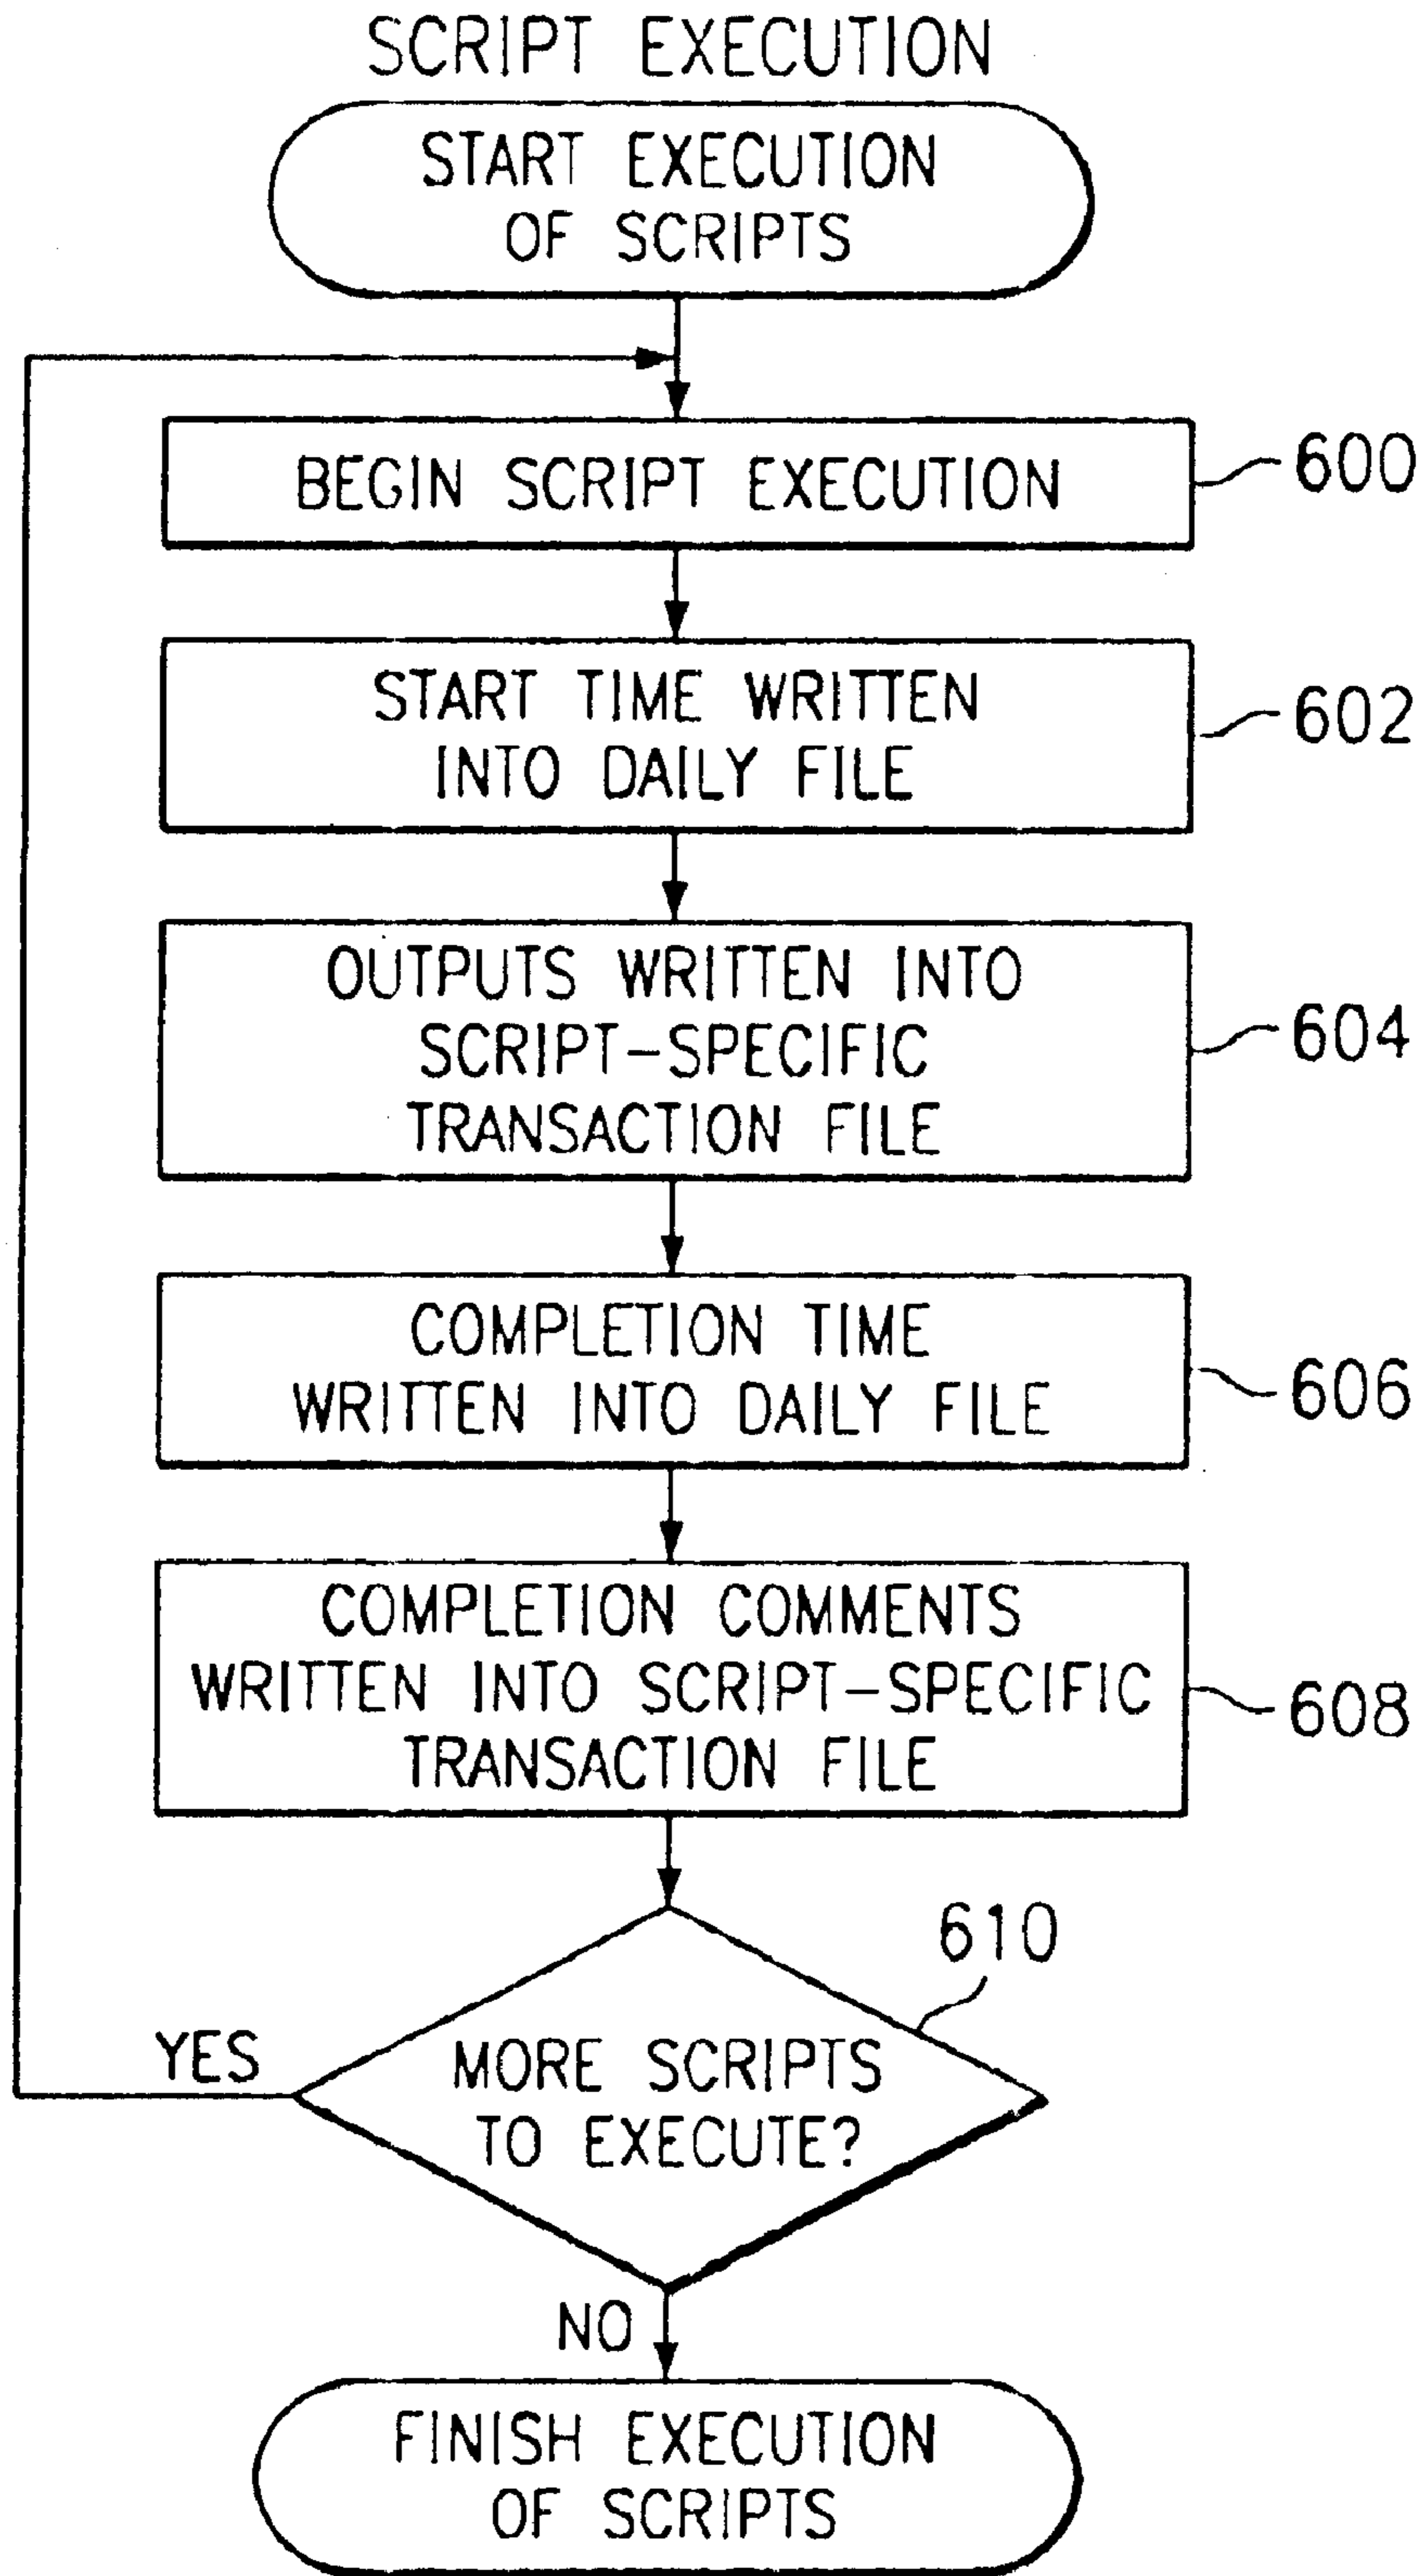 SCRIPT EXECUTION
START EXECUTION
OF SCRIPTS
BEGIN SCRIPT EXECUTION
600
START TIME WRITTEN
INTO DAILY FILE
602
OUTPUTS WRITTEN INTO
SCRIPT-SPECIFIC
TRANSACTION FILE
604
COMPLETION TIME
WRITTEN INTO DAILY FILE
606
COMPLETION COMMENTS
WRITTEN INTO SCRIPT-SPECIFIC
TRANSACTION FILE
608
610
YES
MORE SCRIPTS
TO EXECUTE?
NO
FINISH EXECUTION
OF SCRIPTS